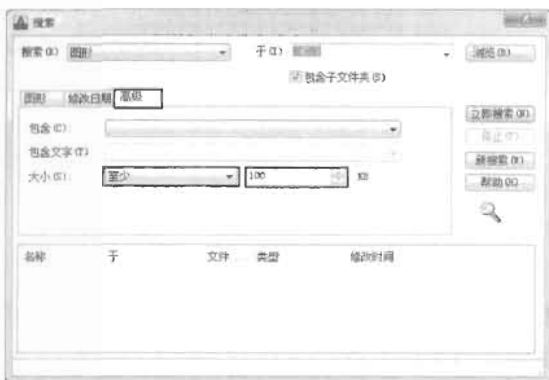 搜索
搜索(K) 图形 于(I) 浏览(B)
包含子文件夹(S)
图形 修改日期 高级
立即搜索(N)
包含(C):
停止(P)
包含文字(T)
新搜索(W)
大小(S): 至少 100 KB
帮助(H)
名称 于 文件... 类型 修改时间